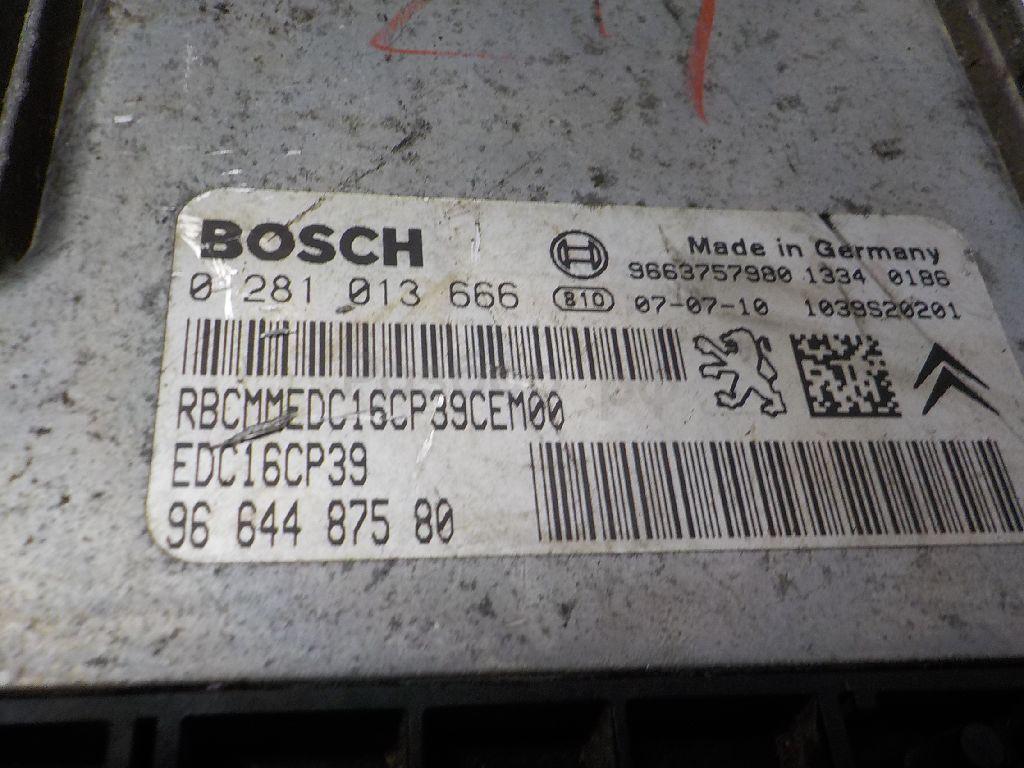 BOSCH
Made in Germany
9663757980 1334 0186
0 281 013 666 810 07-07-10 1039S20201
RBCMMEDC16CP39CEM00
EDC16CP39
96 644 875 80